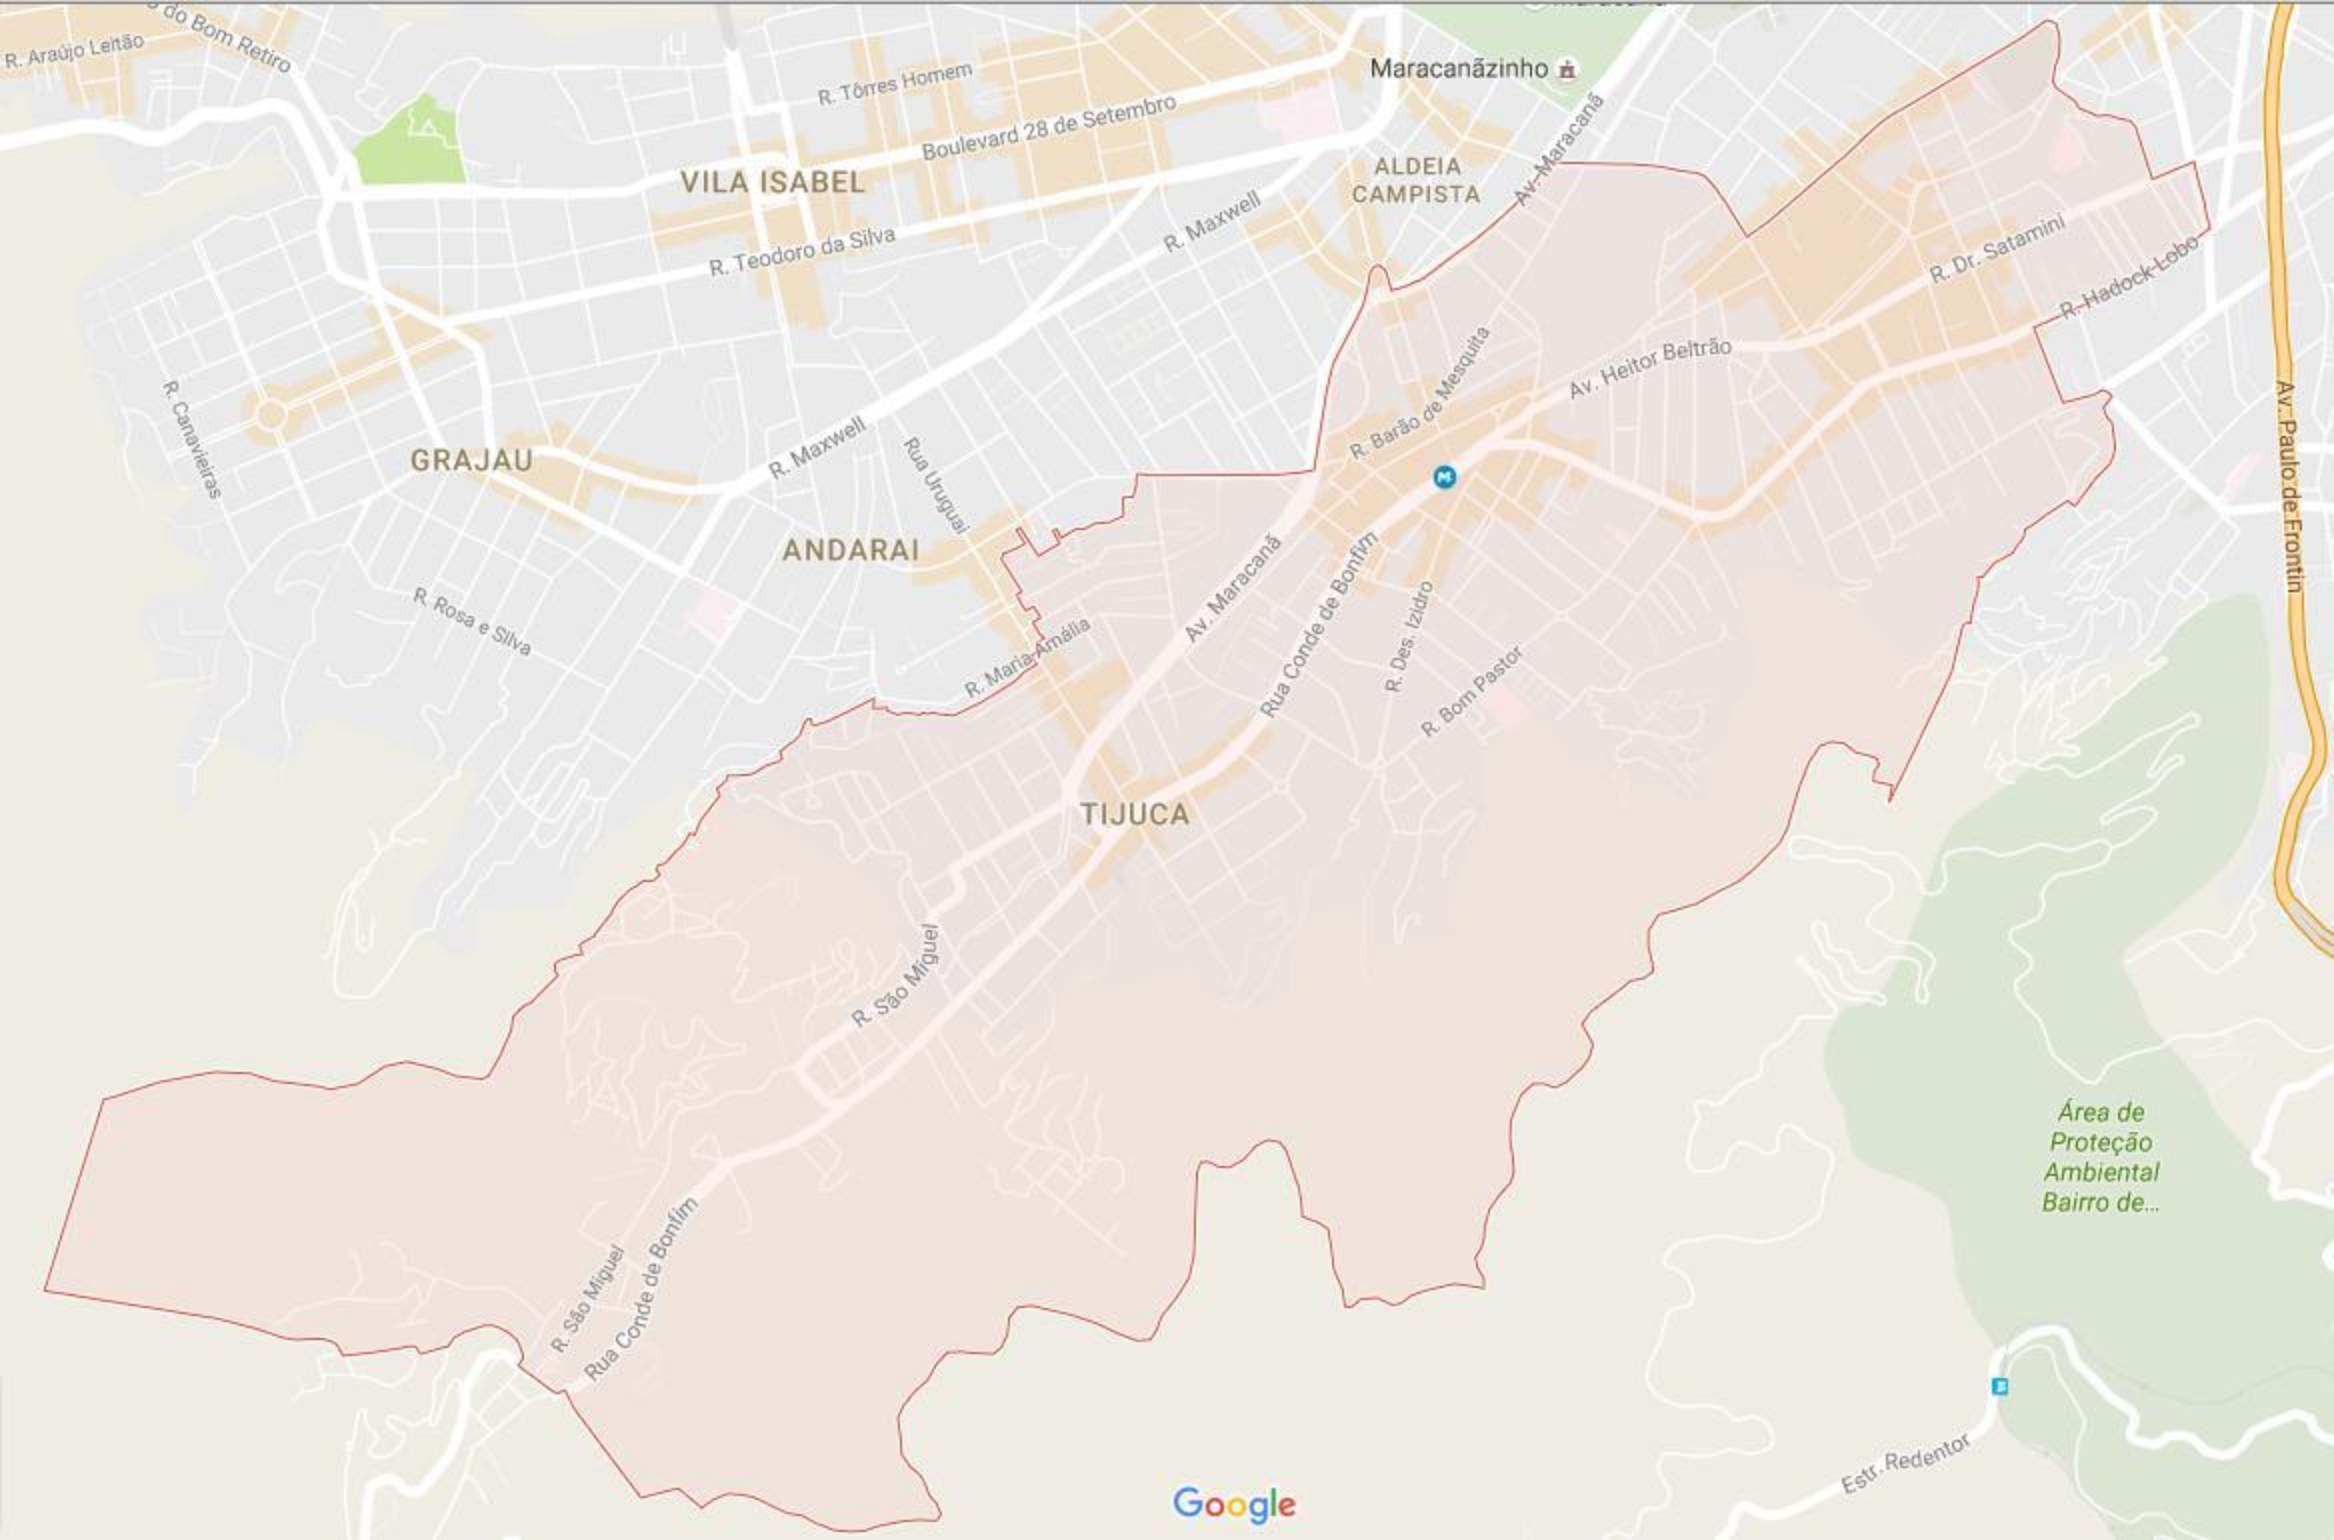 do Bom Retiro
R. Araújo Leitão
R. Tôrres Homem
Maracanãzinho
Boulevard 28 de Setembro
Av. Maracanã
VILA ISABEL
ALDEIA
CAMPISTA
R. Maxwell
R. Teodoro da Silva
R. Dr. Satamini
R. Hadock Lobo
Av. Heitor Beltrão
R. Barão de Mesquita
R. Canavieiras
GRAJAU
R. Maxwell
Rua Uruguai
Av. Paulo de Frontin
ANDARAI
R. Rosa e Silva
Av. Maracanã
Rua Conde de Bonfim
R. Des. Izidro
R. Maria Amália
R. Bom Pastor
TIJUCA
R. São Miguel
Área de
Proteção
Ambiental
Bairro de...
R. São Miguel
Rua Conde de Bonfim
Estr. Redentor
Google